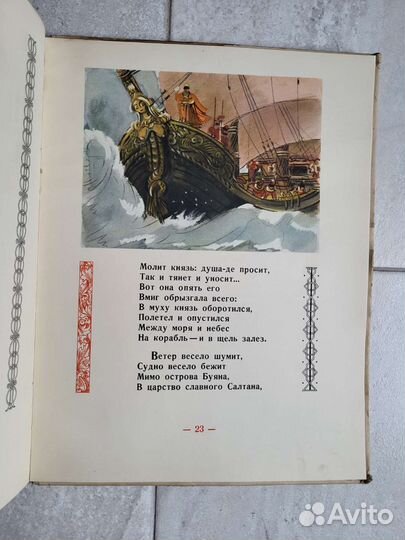 Молит князь: душа-де просит,
Так и тянет и уносит...
Вот она опять его
Вмиг обрызгала всего:
В муху князь оборотился,
Полетел и опустился
Между моря и небес
На корабль — и в щель залез.
Ветер весело шумит,
Судно весело бежит
Мимо острова Буяна,
В царство славного Салтана,
— 23 —
Avito